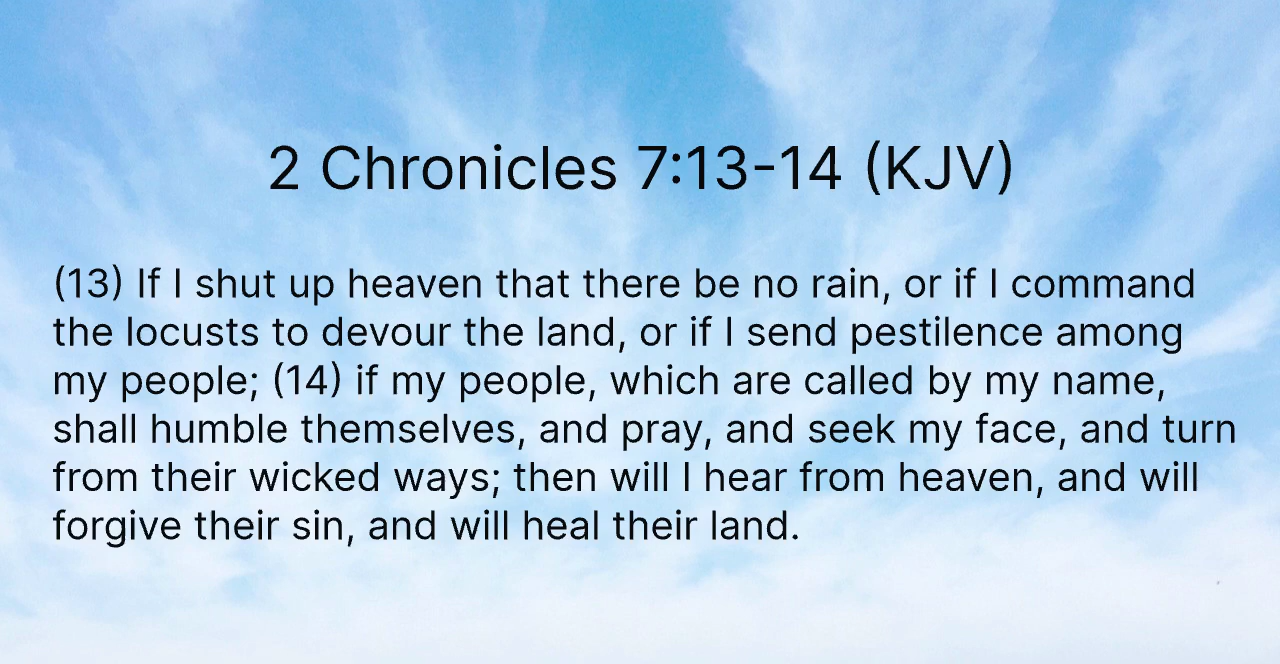 2 Chronicles 7:13-14 (KJV)
(13) If I shut up heaven that there be no rain, or if I command
the locusts to devour the land, or if I send pestilence among
my people; (14) if my people, which are called by my name,
shall humble themselves, and pray, and seek my face, and turn
from their wicked ways; then will I hear from heaven, and will
forgive their sin, and will heal their land.